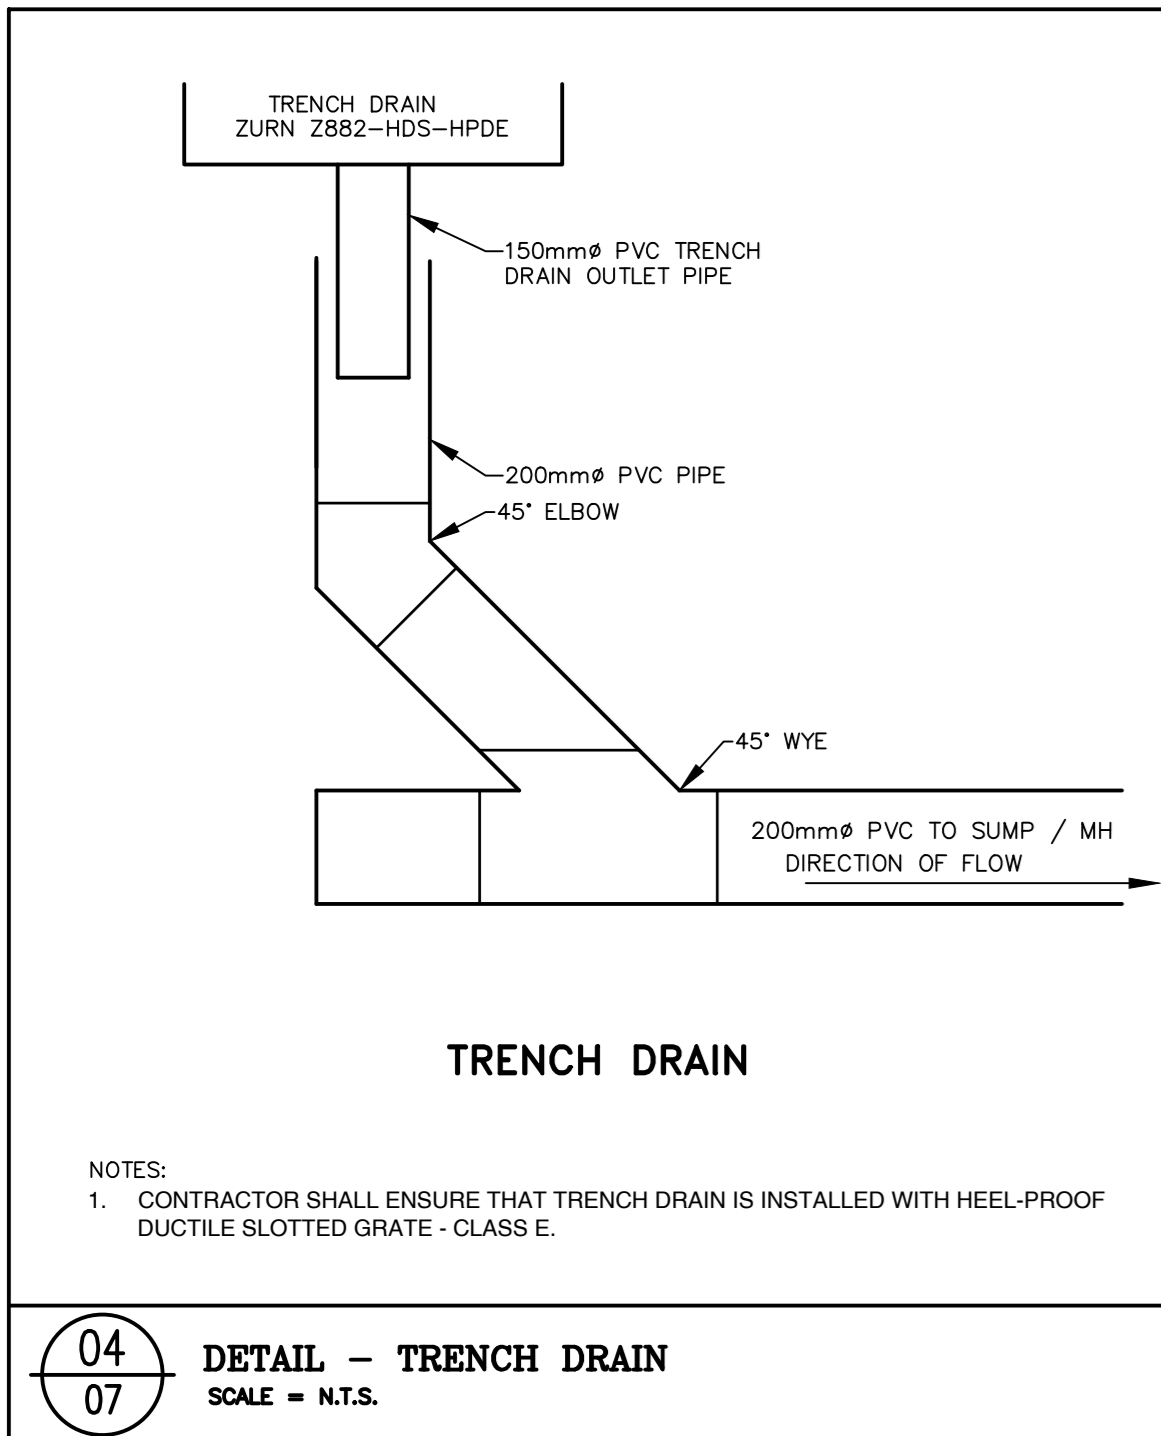 TRENCH DRAIN
ZURN Z882-HDS-HPDE
150mmø PVC TRENCH
DRAIN OUTLET PIPE
200mmø PVC PIPE
45° ELBOW
45° WYE
200mmø PVC TO SUMP / MH
DIRECTION OF FLOW
TRENCH DRAIN
NOTES:
1. CONTRACTOR SHALL ENSURE THAT TRENCH DRAIN IS INSTALLED WITH HEEL-PROOF
DUCTILE SLOTTED GRATE - CLASS E.
04
07
DETAIL - TRENCH DRAIN
SCALE = N.T.S.